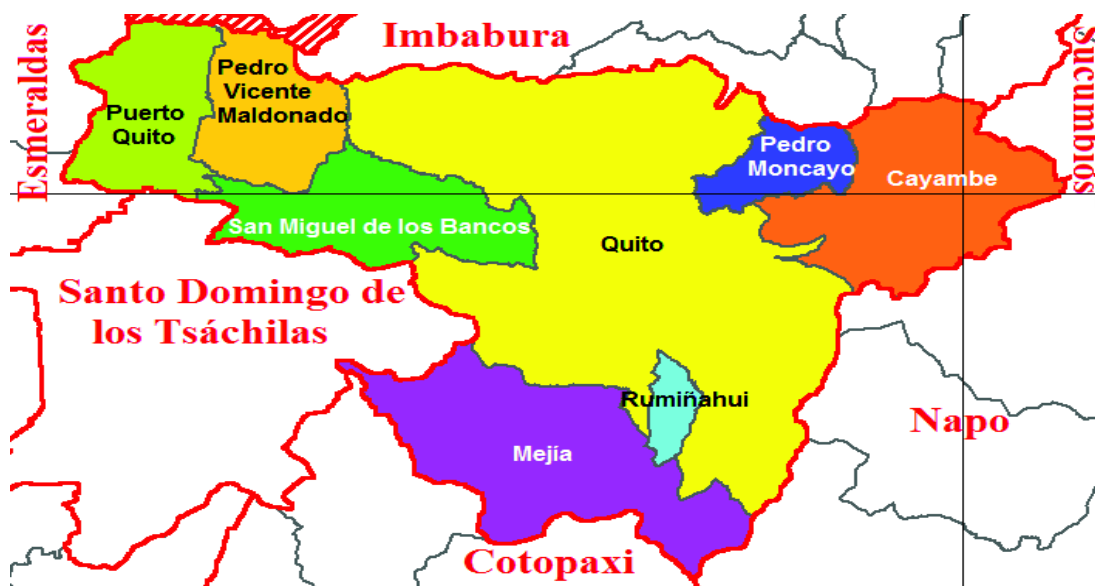 Imbabura
Esmeraldas
Sucumbíos
Pedro
Vicente
Maldonado
Puerto
Quito
Pedro
Moncayo
Cayambe
San Miguel de los Bancos
Quito
Santo Domingo de
los Tsáchilas
Rumiñahui
Napo
Mejía
Cotopaxi